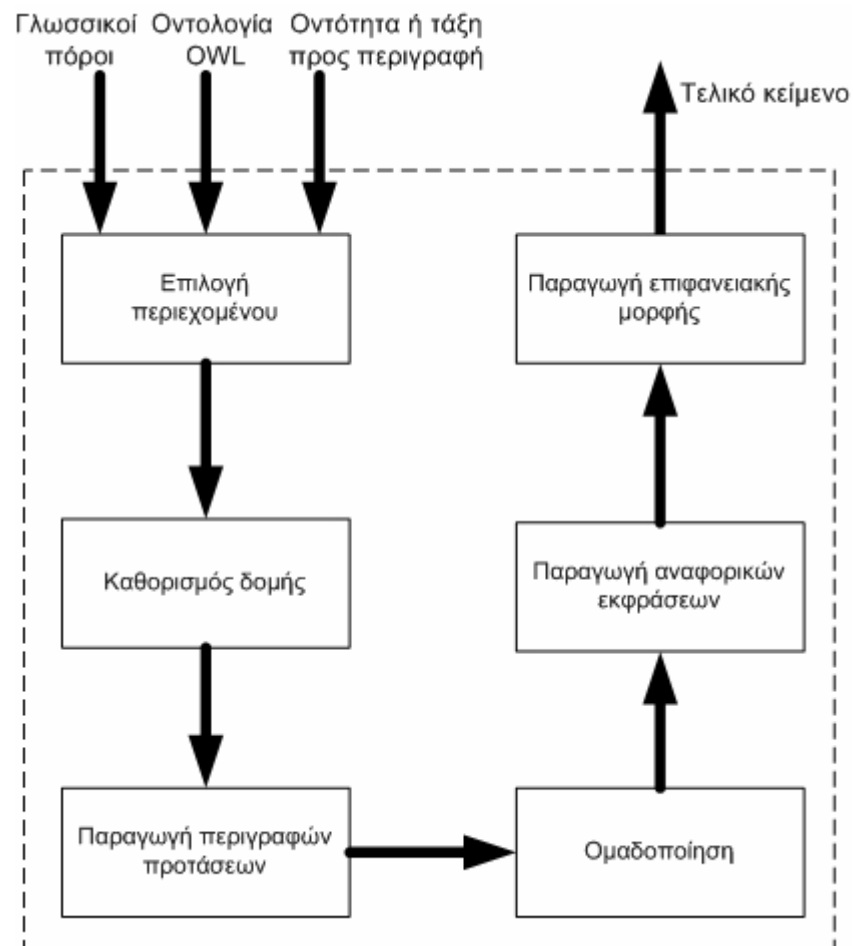 Γλωσσικοί
πόροι
Οντολογία
OWL
Οντότητα ή τάξη
προς περιγραφή
Τελικό κείμενο
Επιλογή
περιεχομένου
Καθορισμός δομής
Παραγωγή περιγραφών
προτάσεων
Ομαδοποίηση
Παραγωγή αναφορικών
εκφράσεων
Παραγωγή επιφανειακής
μορφής